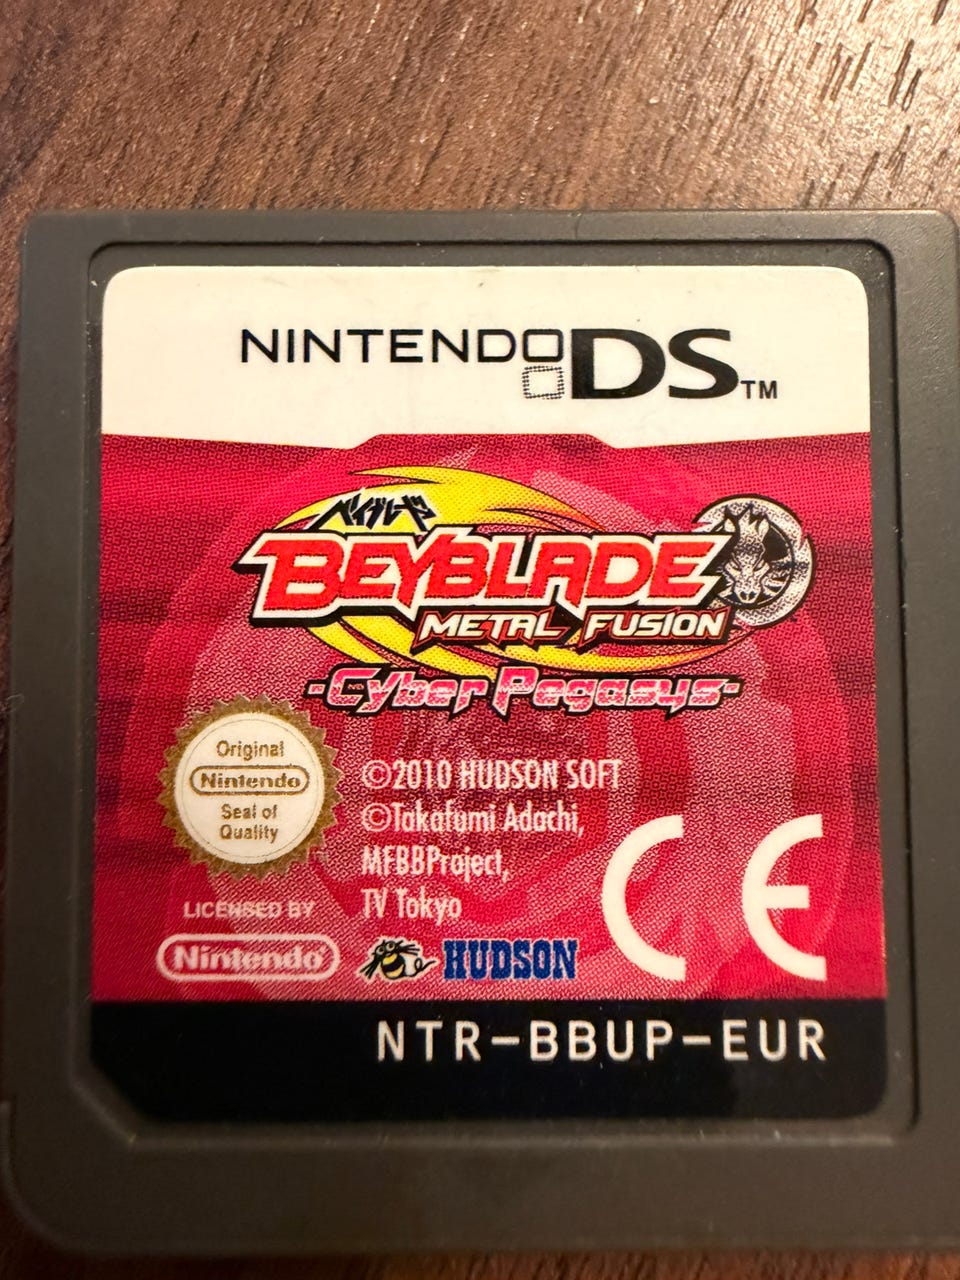 NINTENDO DS™
ベイブレード
BEYBLADE
METAL FUSION
-Cyber Pegasys-
Original
Nintendo
Seal of
Quality
©2010 HUDSON SOFT
©Takafumi Adachi,
MFBBProject,
TV Tokyo
LICENSED BY
Nintendo
HUDSON
CE
NTR-BBUP-EUR